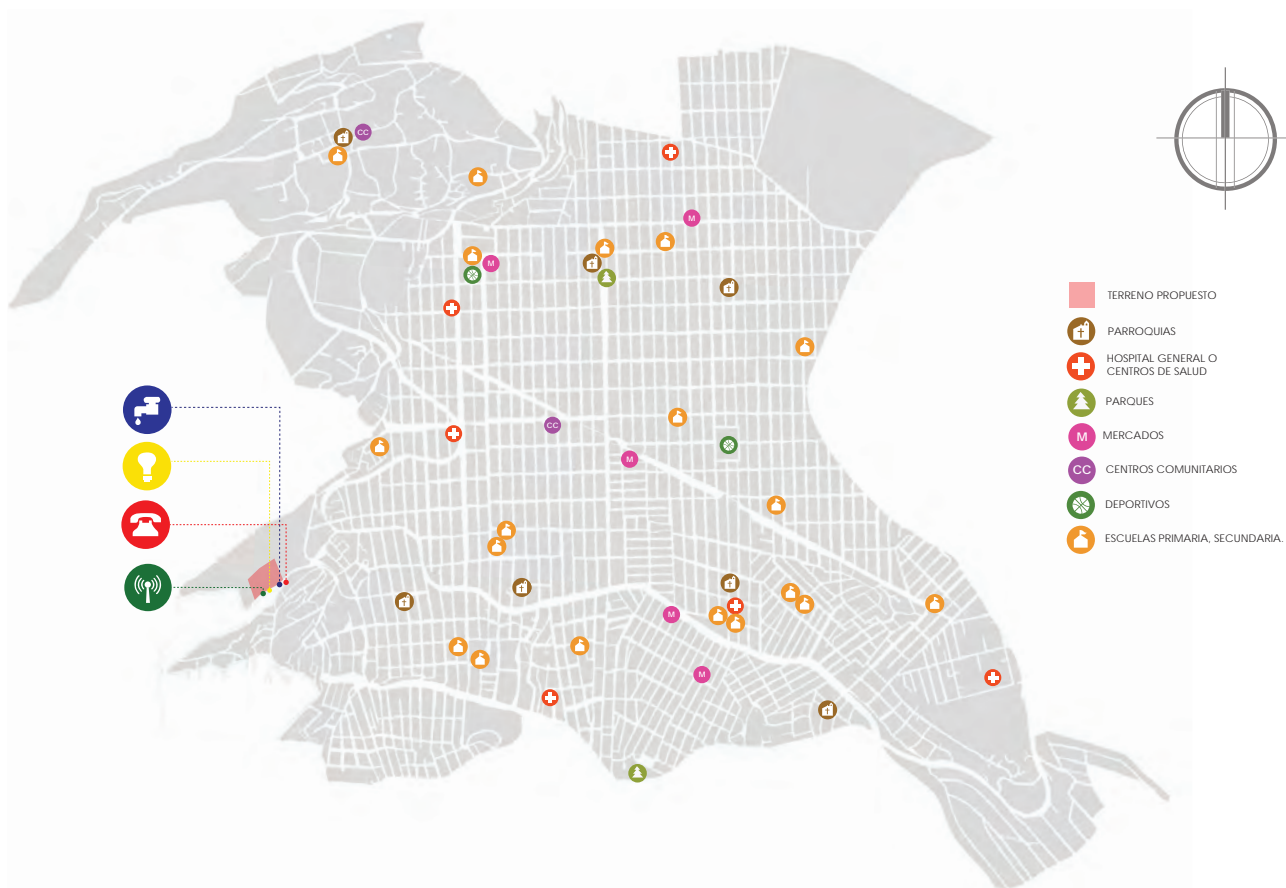 CC
M
M
CC
M
M
M
TERRENO PROPUESTO
PARROQUIAS
HOSPITAL GENERAL O
CENTROS DE SALUD
PARQUES
M MERCADOS
CC CENTROS COMUNITARIOS
DEPORTIVOS
ESCUELAS PRIMARIA, SECUNDARIA.